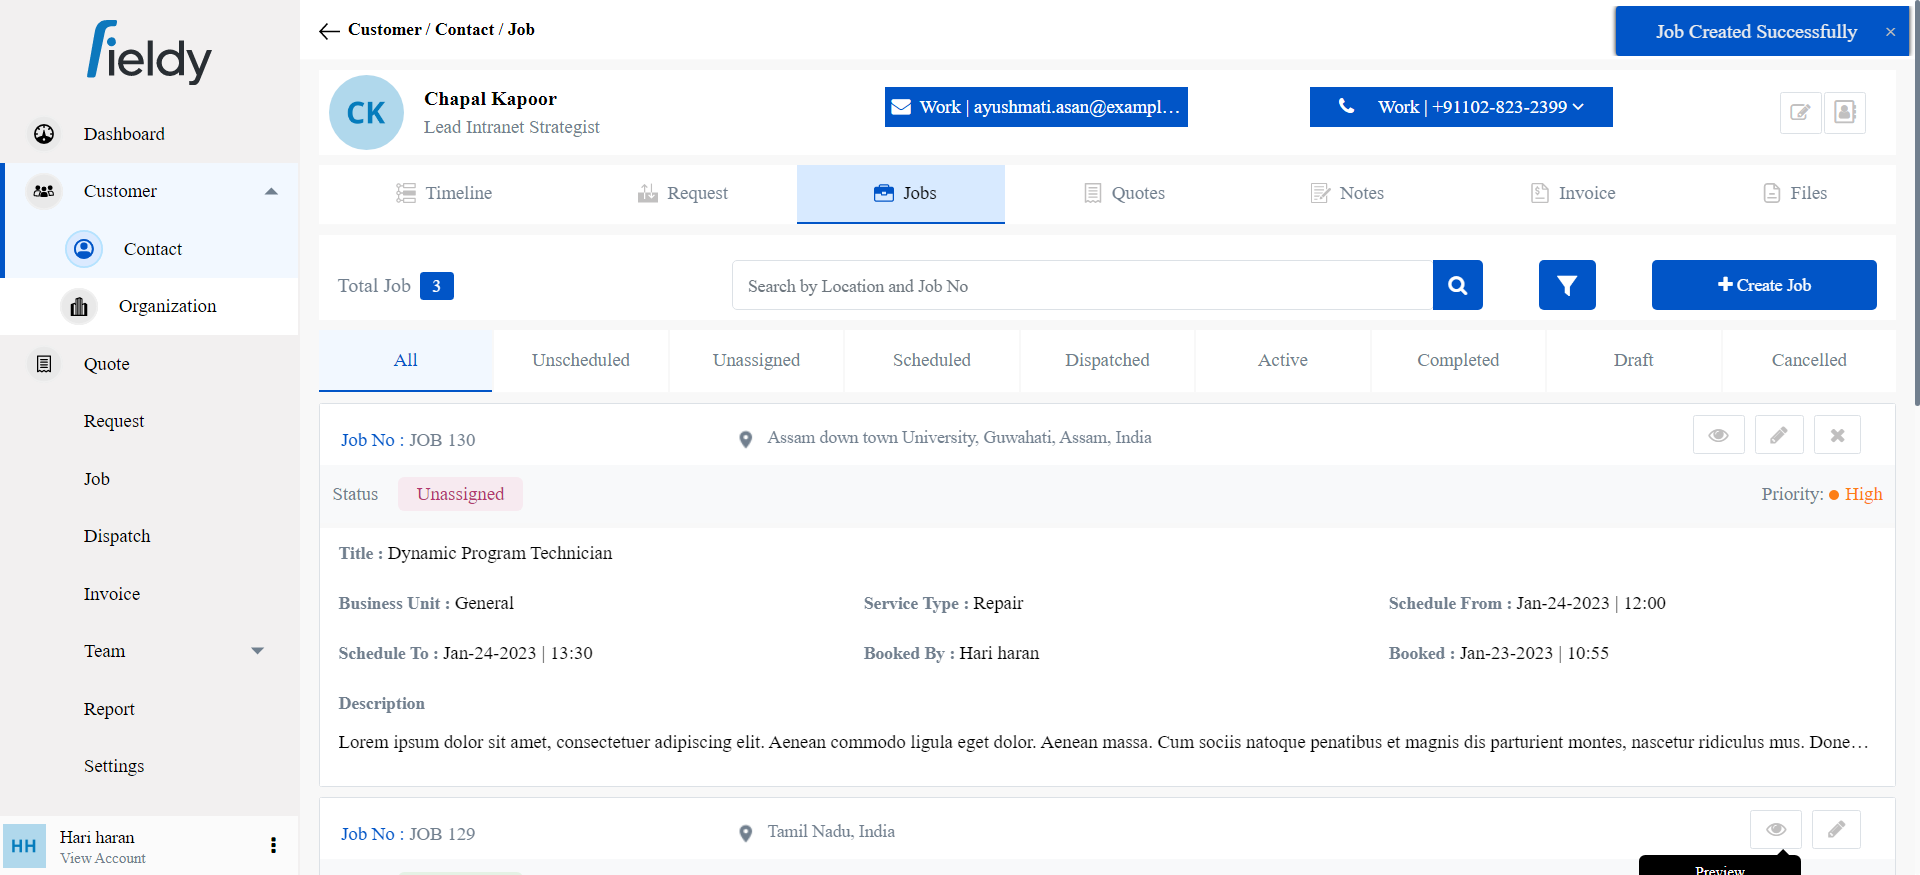 fieldy
Customer / Contact / Job
Job Created Successfully ×
CK
Chapal Kapoor
Lead Intranet Strategist
Work | ayushmati.asan@exampl…
Work | +91102-823-2399
Dashboard
Customer
Contact
Organization
Quote
Request
Job
Dispatch
Invoice
Team
Report
Settings
HH
Hari haran
View Account
Timeline
Request
Jobs
Quotes
Notes
Invoice
Files
Total Job 3
Search by Location and Job No
Create Job
All
Unscheduled
Unassigned
Scheduled
Dispatched
Active
Completed
Draft
Cancelled
Job No : JOB 130
Assam down town University, Guwahati, Assam, India
Status Unassigned
Priority: High
Title : Dynamic Program Technician
Business Unit : General
Service Type : Repair
Schedule From : Jan-24-2023 | 12:00
Schedule To : Jan-24-2023 | 13:30
Booked By : Hari haran
Booked : Jan-23-2023 | 10:55
Description
Lorem ipsum dolor sit amet, consectetuer adipiscing elit. Aenean commodo ligula eget dolor. Aenean massa. Cum sociis natoque penatibus et magnis dis parturient montes, nascetur ridiculus mus. Done…
Job No : JOB 129
Tamil Nadu, India
Preview